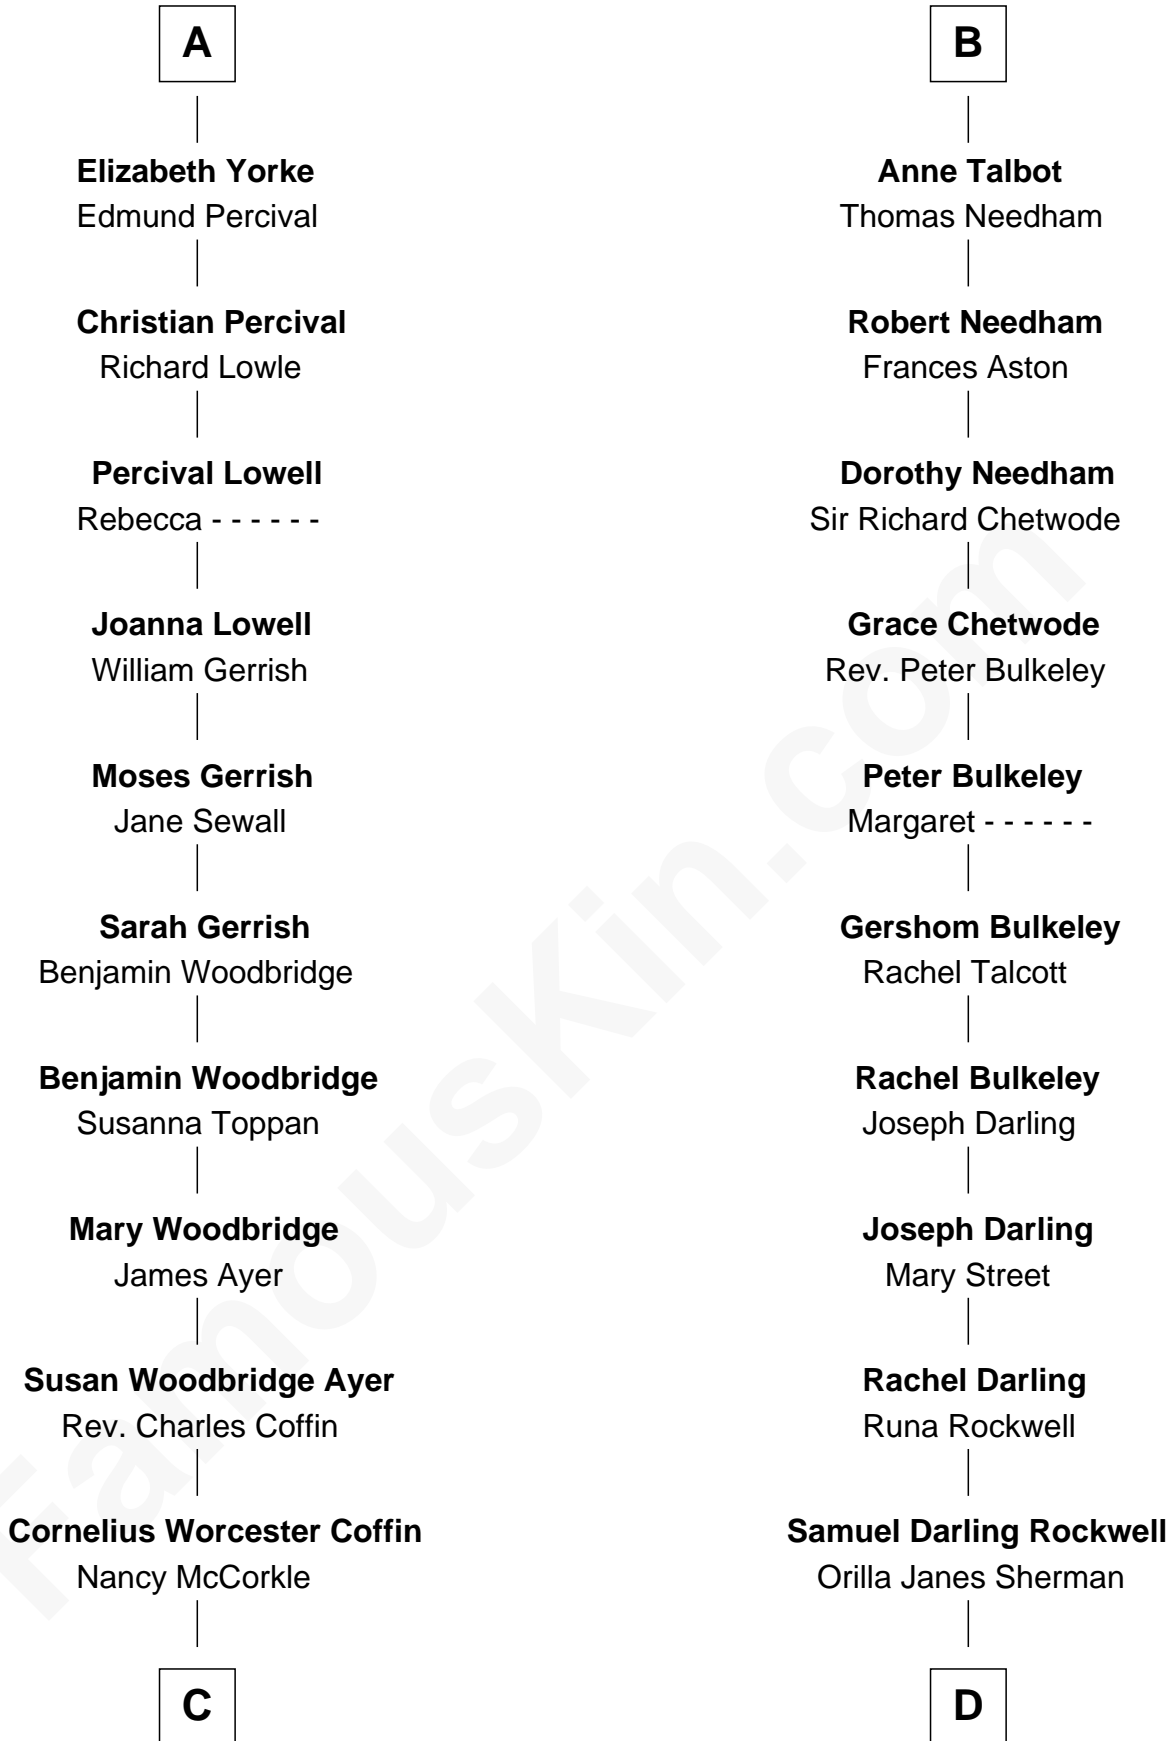 A
Elizabeth Yorke
Edmund Percival
Christian Percival
Richard Lowle
Percival Lowell
Rebecca - - - - - -
Joanna Lowell
William Gerrish
Moses Gerrish
Jane Sewall
Sarah Gerrish
Benjamin Woodbridge
Benjamin Woodbridge
Susanna Toppan
Mary Woodbridge
James Ayer
Susan Woodbridge Ayer
Rev. Charles Coffin
Cornelius Worcester Coffin
Nancy McCorkle
C
B
Anne Talbot
Thomas Needham
Robert Needham
Frances Aston
Dorothy Needham
Sir Richard Chetwode
Grace Chetwode
Rev. Peter Bulkeley
Peter Bulkeley
Margaret - - - - - -
Gershom Bulkeley
Rachel Talcott
Rachel Bulkeley
Joseph Darling
Joseph Darling
Mary Street
Rachel Darling
Runa Rockwell
Samuel Darling Rockwell
Orilla Janes Sherman
D
FamousKin.com